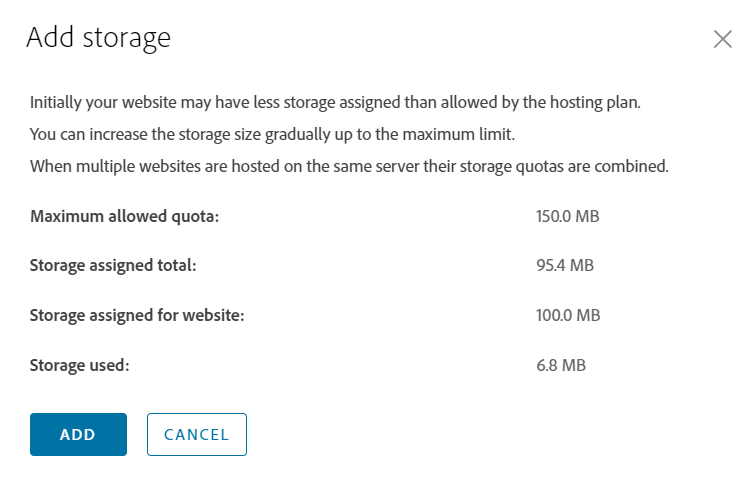 Add storage
Initially your website may have less storage assigned than allowed by the hosting plan.
You can increase the storage size gradually up to the maximum limit.
When multiple websites are hosted on the same server their storage quotas are combined.
Maximum allowed quota: 150.0 MB
Storage assigned total: 95.4 MB
Storage assigned for website: 100.0 MB
Storage used: 6.8 MB
ADD CANCEL